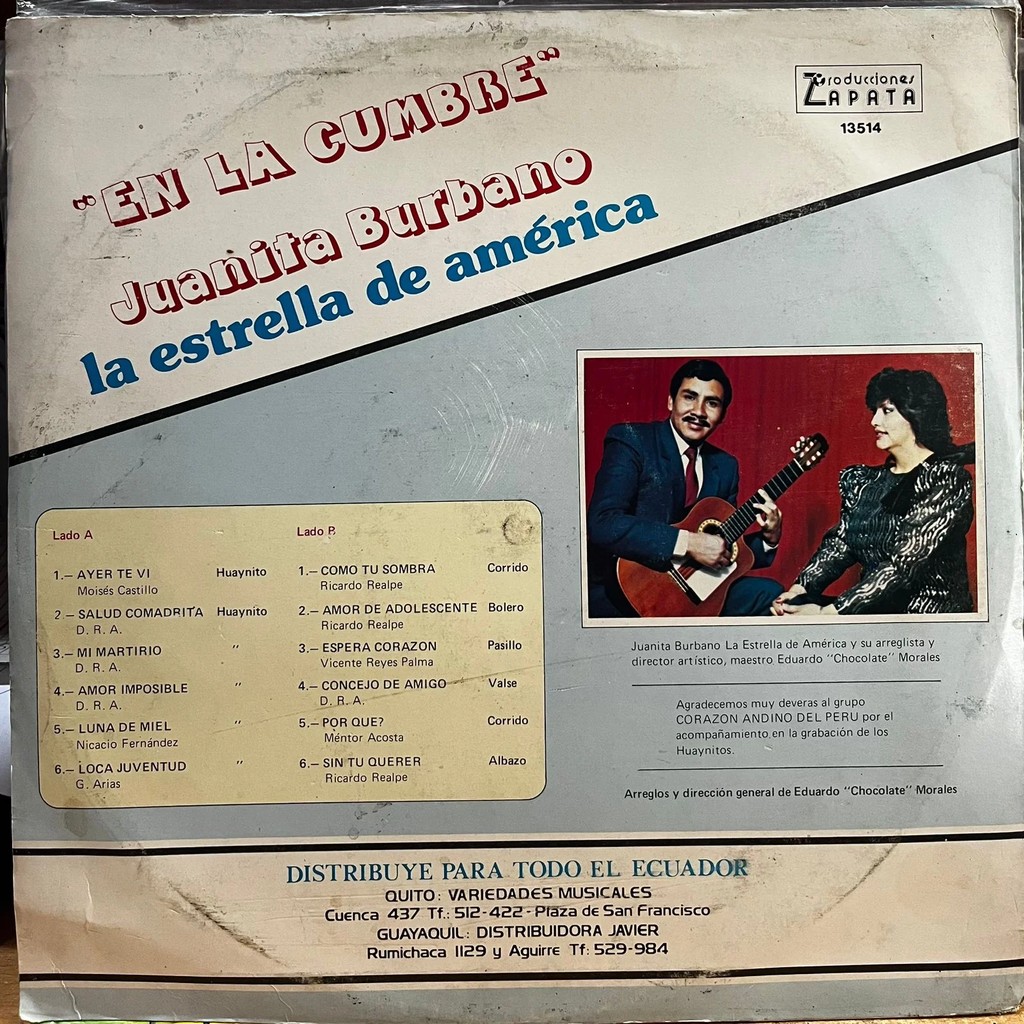 Producciones
ZAPATA
13514
"EN LA CUMBRE"
Juanita Burbano
la estrella de américa
Lado A
1.— AYER TE VI Huaynito
Moisés Castillo
2 — SALUD COMADRITA Huaynito
D. R. A.
3.— MI MARTIRIO "
D. R. A.
4.— AMOR IMPOSIBLE "
D. R. A.
5.— LUNA DE MIEL "
Nicacio Fernández
6.— LOCA JUVENTUD "
G. Arias
Lado B
1.— COMO TU SOMBRA Corrido
Ricardo Realpe
2.— AMOR DE ADOLESCENTE Bolero
Ricardo Realpe
3.— ESPERA CORAZON Pasillo
Vicente Reyes Palma
4.— CONCEJO DE AMIGO Valse
D. R. A.
5.— POR QUE? Corrido
Méntor Acosta
6.— SIN TU QUERER Albazo
Ricardo Realpe
Juanita Burbano La Estrella de América y su arreglista y
director artístico, maestro Eduardo "Chocolate" Morales
Agradecemos muy deveras al grupo
CORAZON ANDINO DEL PERU por el
acompañamiento en la grabación de los
Huaynitos.
Arreglos y dirección general de Eduardo "Chocolate" Morales
DISTRIBUYE PARA TODO EL ECUADOR
QUITO: VARIEDADES MUSICALES
Cuenca 437 Tf.: 512-422 - Plaza de San Francisco
GUAYAQUIL: DISTRIBUIDORA JAVIER
Rumichaca 1129 y Aguirre Tf: 529-984